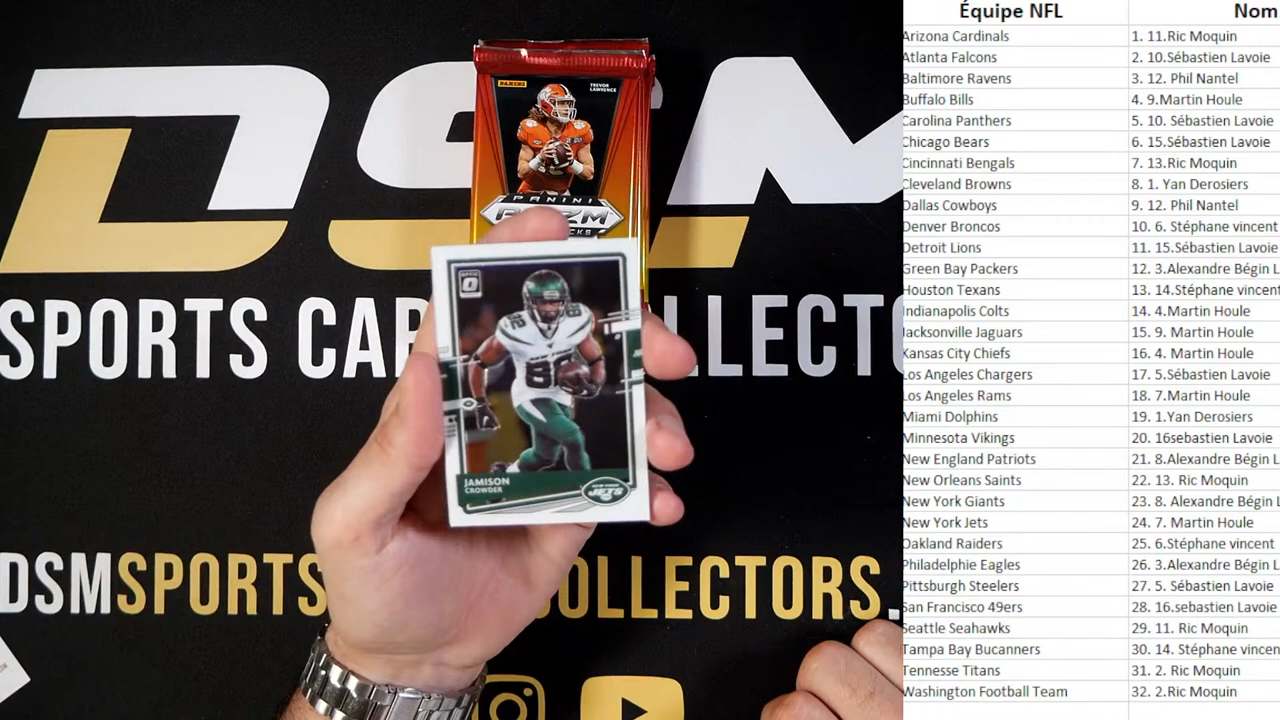 DSM
SPORTS CAR
LLECTO
DSMSPORTS
OLLECTORS.
PANINI
TREVOR
LAWRENCE
PANINI
PRIZM
JAMISON
CROWDER
JETS
82
Équipe NFL Nom
Arizona Cardinals 1. 11.Ric Moquin
Atlanta Falcons 2. 10.Sébastien Lavoie
Baltimore Ravens 3. 12. Phil Nantel
Buffalo Bills 4. 9.Martin Houle
Carolina Panthers 5. 10. Sébastien Lavoie
Chicago Bears 6. 15.Sébastien Lavoie
Cincinnati Bengals 7. 13.Ric Moquin
Cleveland Browns 8. 1. Yan Derosiers
Dallas Cowboys 9. 12. Phil Nantel
Denver Broncos 10. 6. Stéphane vincent
Detroit Lions 11. 15.Sébastien Lavoie
Green Bay Packers 12. 3.Alexandre Bégin L
Houston Texans 13. 14.Stéphane vincent
Indianapolis Colts 14. 4.Martin Houle
Jacksonville Jaguars 15. 9. Martin Houle
Kansas City Chiefs 16. 4. Martin Houle
Los Angeles Chargers 17. 5.Sébastien Lavoie
Los Angeles Rams 18. 7.Martin Houle
Miami Dolphins 19. 1.Yan Derosiers
Minnesota Vikings 20. 16sebastien Lavoie
New England Patriots 21. 8.Alexandre Bégin L
New Orleans Saints 22. 13. Ric Moquin
New York Giants 23. 8. Alexandre Bégin L
New York Jets 24. 7. Martin Houle
Oakland Raiders 25. 6.Stéphane vincent
Philadelphie Eagles 26. 3.Alexandre Bégin L
Pittsburgh Steelers 27. 5. Sébastien Lavoie
San Francisco 49ers 28. 16.sebastien Lavoie
Seattle Seahawks 29. 11. Ric Moquin
Tampa Bay Bucanners 30. 14. Stéphane vincen
Tennesse Titans 31. 2. Ric Moquin
Washington Football Team 32. 2.Ric Moquin